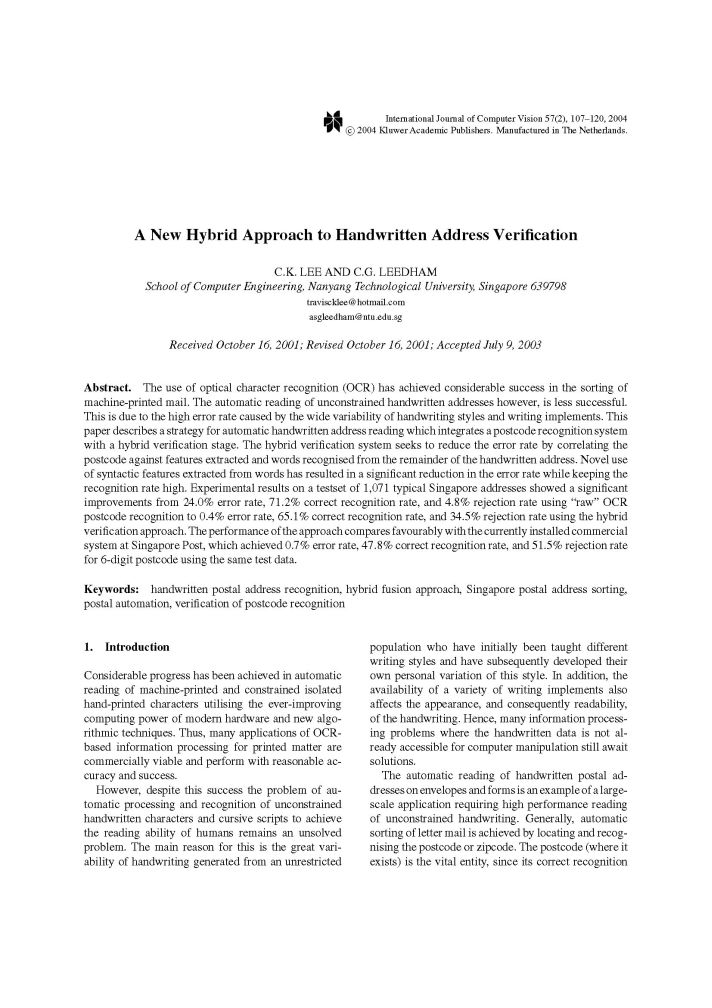 International Journal of Computer Vision 57(2), 107–120, 2004
© 2004 Kluwer Academic Publishers. Manufactured in The Netherlands.
A New Hybrid Approach to Handwritten Address Verification
C.K. LEE AND C.G. LEEDHAM
School of Computer Engineering, Nanyang Technological University, Singapore 639798
traviscklee@hotmail.com
asgleedham@ntu.edu.sg
Received October 16, 2001; Revised October 16, 2001; Accepted July 9, 2003
Abstract. The use of optical character recognition (OCR) has achieved considerable success in the sorting of
machine-printed mail. The automatic reading of unconstrained handwritten addresses however, is less successful.
This is due to the high error rate caused by the wide variability of handwriting styles and writing implements. This
paper describes a strategy for automatic handwritten address reading which integrates a postcode recognition system
with a hybrid verification stage. The hybrid verification system seeks to reduce the error rate by correlating the
postcode against features extracted and words recognised from the remainder of the handwritten address. Novel use
of syntactic features extracted from words has resulted in a significant reduction in the error rate while keeping the
recognition rate high. Experimental results on a testset of 1,071 typical Singapore addresses showed a significant
improvements from 24.0% error rate, 71.2% correct recognition rate, and 4.8% rejection rate using “raw” OCR
postcode recognition to 0.4% error rate, 65.1% correct recognition rate, and 34.5% rejection rate using the hybrid
verification approach. The performance of the approach compares favourably with the currently installed commercial
system at Singapore Post, which achieved 0.7% error rate, 47.8% correct recognition rate, and 51.5% rejection rate
for 6-digit postcode using the same test data.
Keywords: handwritten postal address recognition, hybrid fusion approach, Singapore postal address sorting,
postal automation, verification of postcode recognition
1. Introduction
Considerable progress has been achieved in automatic
reading of machine-printed and constrained isolated
hand-printed characters utilising the ever-improving
computing power of modern hardware and new algo-
rithmic techniques. Thus, many applications of OCR-
based information processing for printed matter are
commercially viable and perform with reasonable ac-
curacy and success.
However, despite this success the problem of au-
tomatic processing and recognition of unconstrained
handwritten characters and cursive scripts to achieve
the reading ability of humans remains an unsolved
problem. The main reason for this is the great vari-
ability of handwriting generated from an unrestricted
population who have initially been taught different
writing styles and have subsequently developed their
own personal variation of this style. In addition, the
availability of a variety of writing implements also
affects the appearance, and consequently readability,
of the handwriting. Hence, many information process-
ing problems where the handwritten data is not al-
ready accessible for computer manipulation still await
solutions.
The automatic reading of handwritten postal ad-
dresses on envelopes and forms is an example of a large-
scale application requiring high performance reading
of unconstrained handwriting. Generally, automatic
sorting of letter mail is achieved by locating and recog-
nising the postcode or zipcode. The postcode (where it
exists) is the vital entity, since its correct recognition